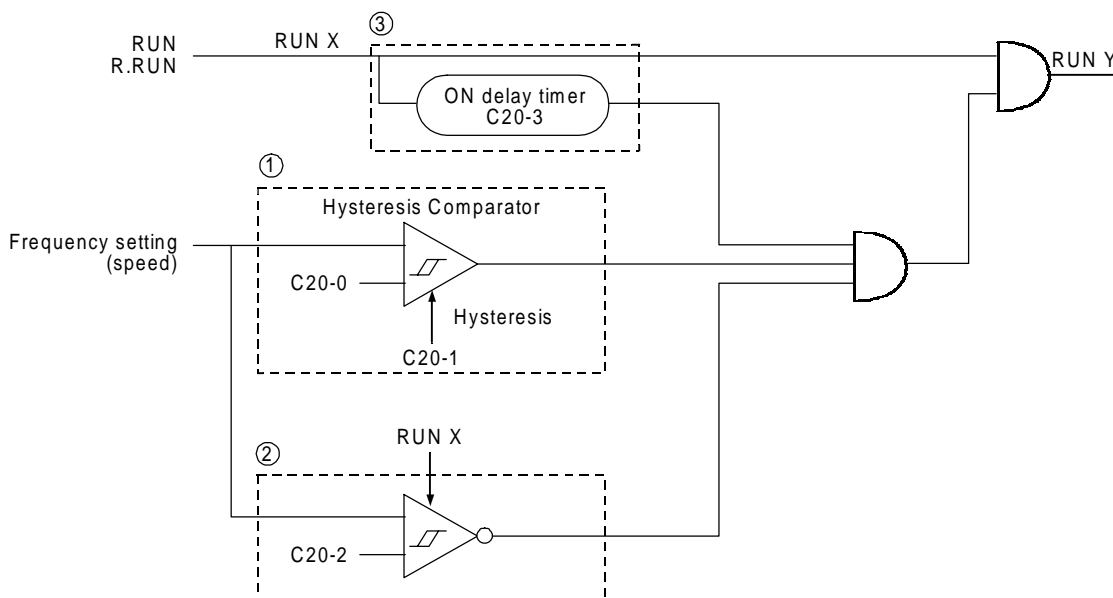 ③
RUN
R.RUN
RUN X
RUN Y
ON delay timer
C20-3
①
Hysteresis Comparator
Frequency setting
(speed)
C20-0
Hysteresis
C20-1
RUN X
②
C20-2